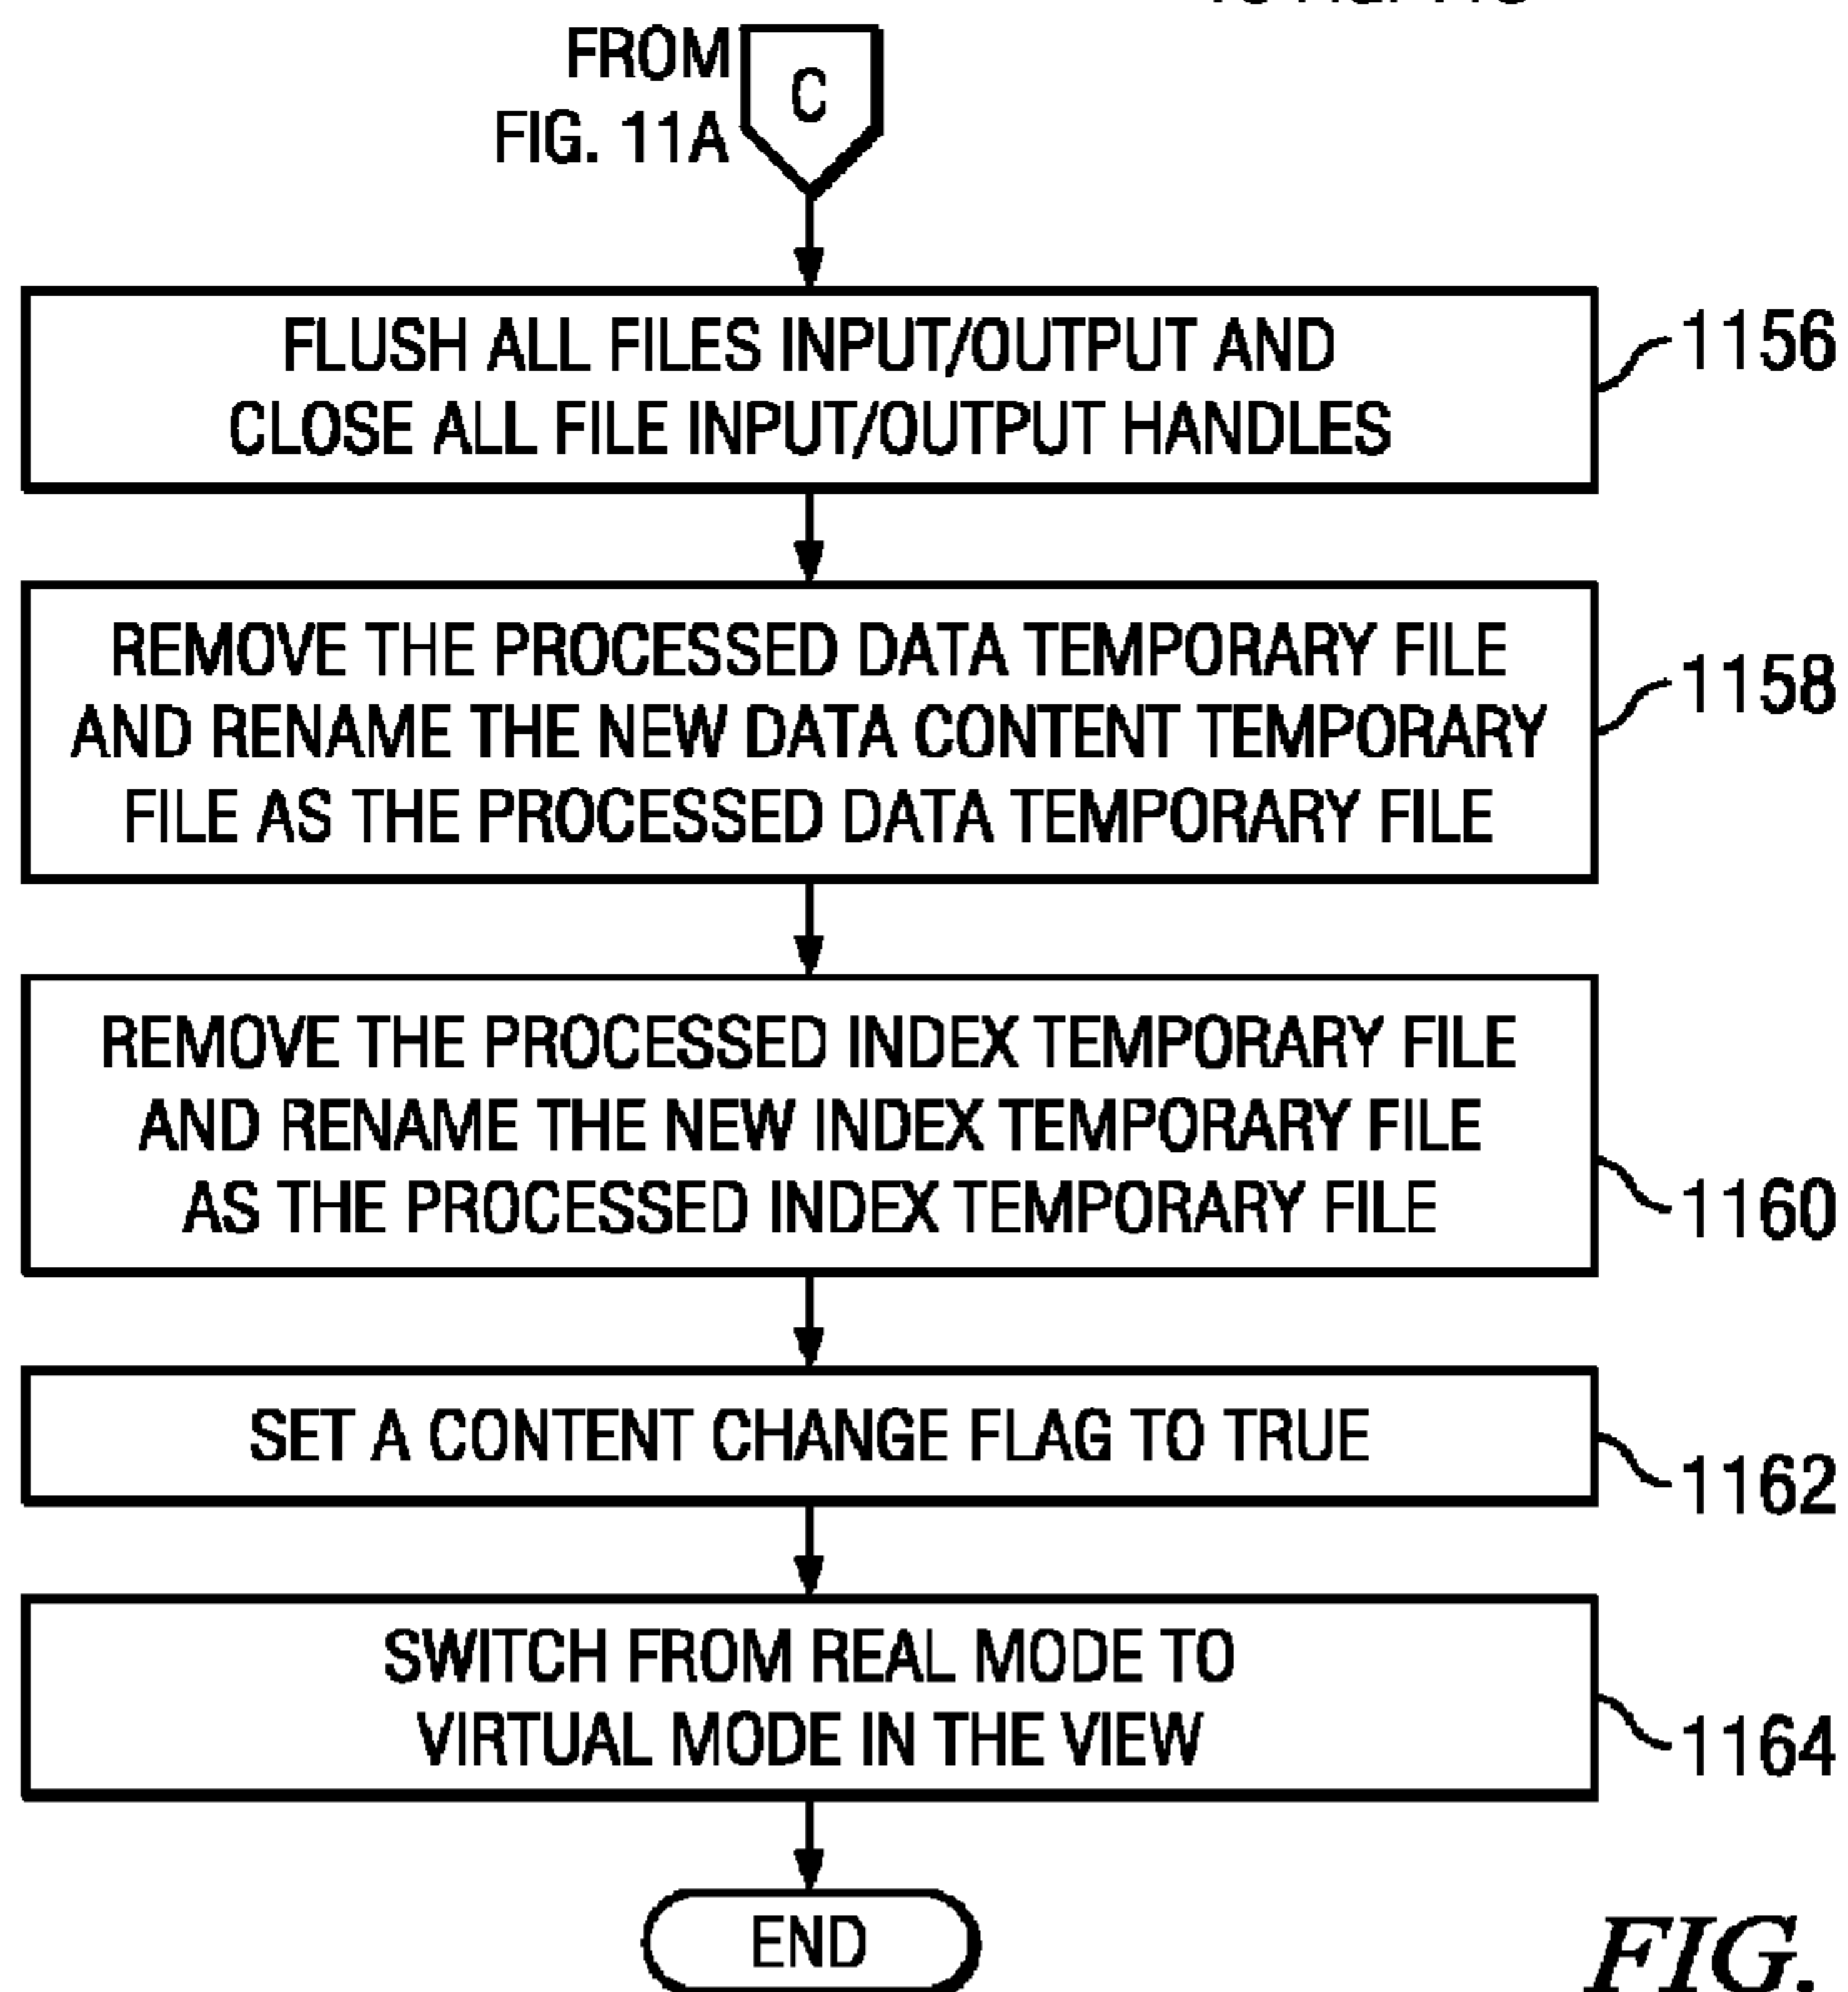 FROM
FIG. 11A
C
FLUSH ALL FILES INPUT/OUTPUT AND
CLOSE ALL FILE INPUT/OUTPUT HANDLES
1156
REMOVE THE PROCESSED DATA TEMPORARY FILE
AND RENAME THE NEW DATA CONTENT TEMPORARY
FILE AS THE PROCESSED DATA TEMPORARY FILE
1158
REMOVE THE PROCESSED INDEX TEMPORARY FILE
AND RENAME THE NEW INDEX TEMPORARY FILE
AS THE PROCESSED INDEX TEMPORARY FILE
1160
SET A CONTENT CHANGE FLAG TO TRUE
1162
SWITCH FROM REAL MODE TO
VIRTUAL MODE IN THE VIEW
1164
END
FIG.